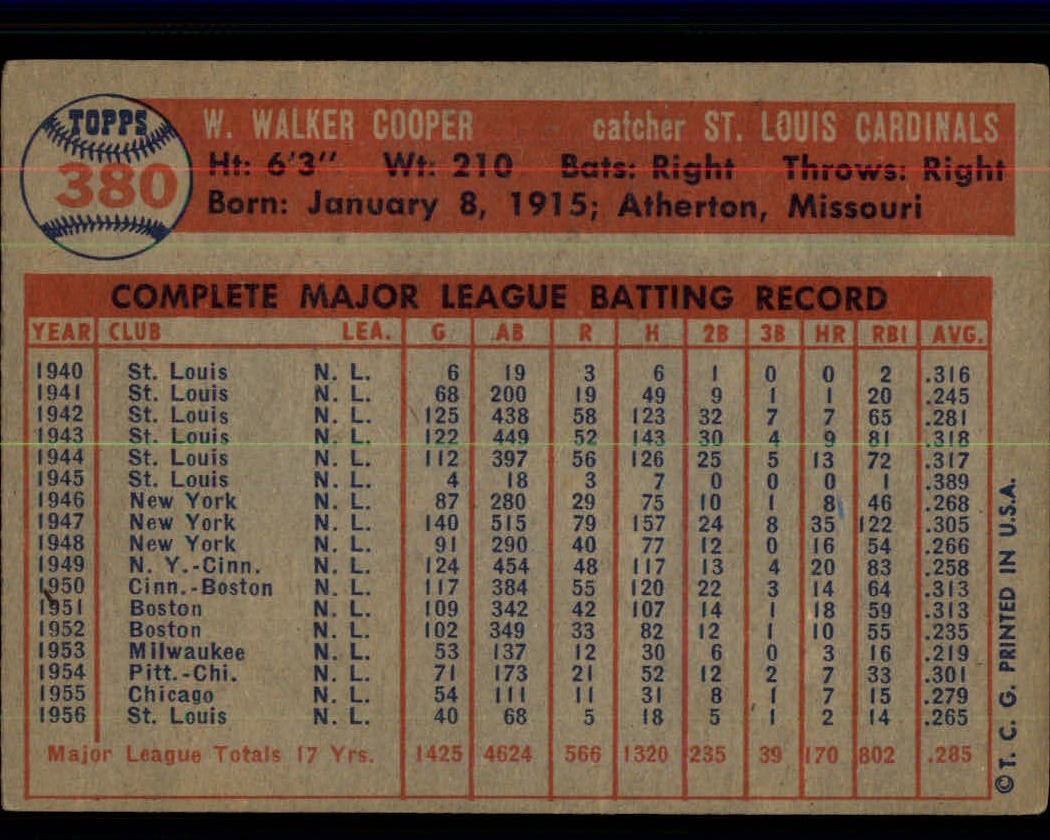 TOPPS
380
W. WALKER COOPER catcher ST. LOUIS CARDINALS
Ht: 6'3" Wt: 210 Bats: Right Throws: Right
Born: January 8, 1915; Atherton, Missouri
COMPLETE MAJOR LEAGUE BATTING RECORD
YEAR CLUB LEA. G AB R H 2B 3B HR RBI AVG.
1940 St. Louis N. L. 6 19 3 6 1 0 0 2 .316
1941 St. Louis N. L. 68 200 19 49 9 1 1 20 .245
1942 St. Louis N. L. 125 438 58 123 32 7 7 65 .281
1943 St. Louis N. L. 122 449 52 143 30 4 9 81 .318
1944 St. Louis N. L. 112 397 56 126 25 5 13 72 .317
1945 St. Louis N. L. 4 18 3 7 0 0 0 1 .389
1946 New York N. L. 87 280 29 75 10 1 8 46 .268
1947 New York N. L. 140 515 79 157 24 8 35 122 .305
1948 New York N. L. 91 290 40 77 12 0 16 54 .266
1949 N. Y.-Cinn. N. L. 124 454 48 117 13 4 20 83 .258
1950 Cinn.-Boston N. L. 117 384 55 120 22 3 14 64 .313
1951 Boston N. L. 109 342 42 107 14 1 18 59 .313
1952 Boston N. L. 102 349 33 82 12 1 10 55 .235
1953 Milwaukee N. L. 53 137 12 30 6 0 3 16 .219
1954 Pitt.-Chi. N. L. 71 173 21 52 12 2 7 33 .301
1955 Chicago N. L. 54 111 11 31 8 1 7 15 .279
1956 St. Louis N. L. 40 68 5 18 5 1 2 14 .265
Major League Totals 17 Yrs. 1425 4624 566 1320 235 39 170 802 .285
©T. C. G. PRINTED IN U.S.A.